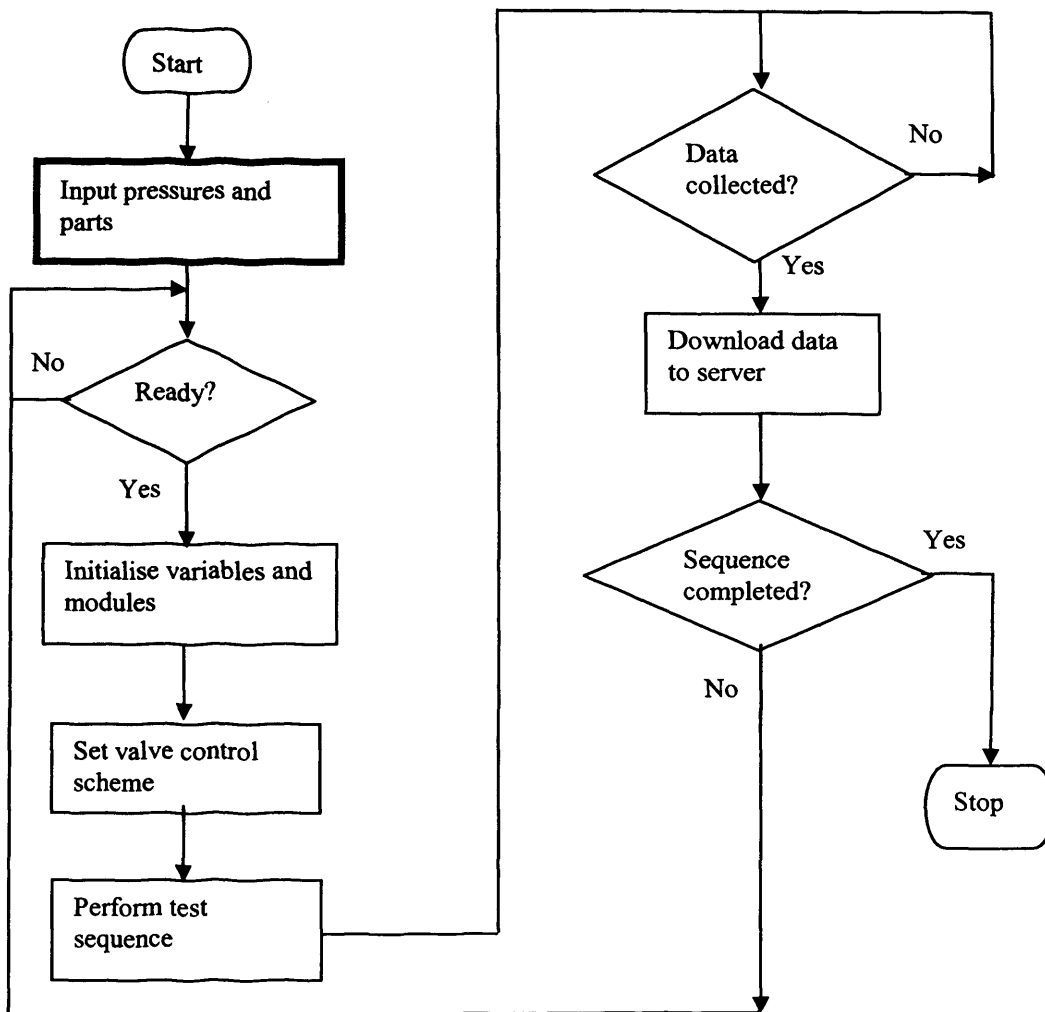 Start
Input pressures and
parts
No
Ready?
Yes
Initialise variables and
modules
Set valve control
scheme
Perform test
sequence
Data
collected?
No
Yes
Download data
to server
Sequence
completed?
Yes
No
Stop